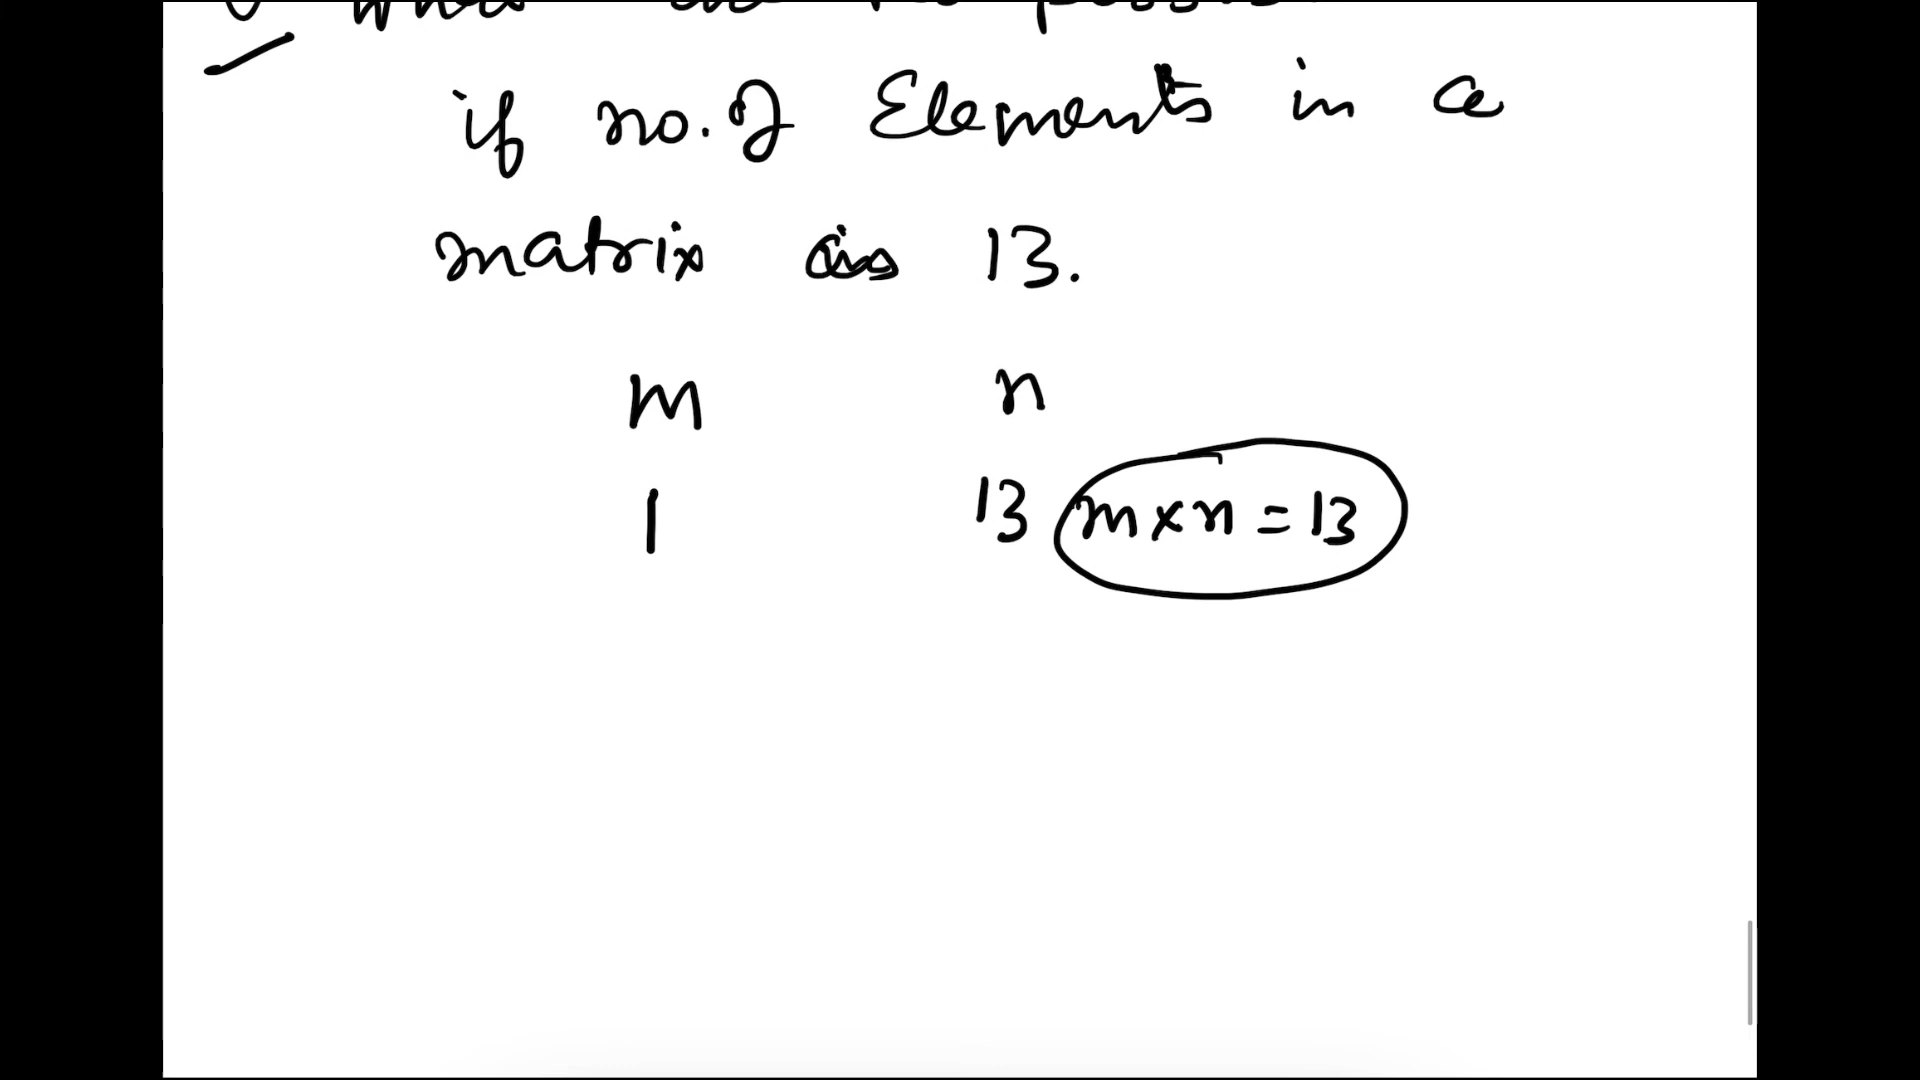 if no. of Elements in a
matrix is 13.
m n
1 13 m×n=13